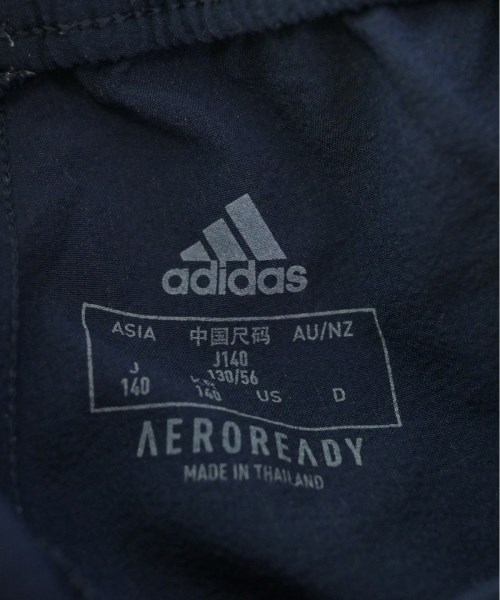 adidas
ASIA 中国尺码 AU/NZ
J J140
140 130/56
140 US D
AEROREADY
MADE IN THAILAND